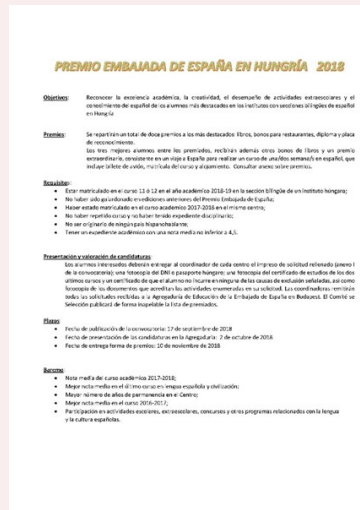 PREMIO EMBAJADA DE ESPAÑA EN HUNGRÍA 2018
Objetivos: Reconocer la excelencia académica, la creatividad, el desempeño de actividades extraescolares y el
conocimiento del español de los alumnos más destacados en los institutos con secciones bilingües de español
en Hungría
Premios: Se repartirán un total de doce premios a los más destacados: libros, bonos para restaurantes, diploma y placa
de reconocimiento.
Los tres mejores alumnos entre los premiados, recibirán además otros bonos de libros y un premio
extraordinario, consistente en un viaje a España para realizar un curso de una/dos semana/s en español, que
incluye billete de avión, matrícula del curso y alojamiento. Consultar anexo sobre premios.
Requisitos:
• Estar matriculado en el curso 11 ó 12 en el año académico 2018-19 en la sección bilingüe de un instituto húngaro;
• No haber sido galardonado en ediciones anteriores del Premio Embajada de España;
• Haber estado matriculado en el curso académico 2017-2018 en el mismo centro;
• No haber repetido curso y no haber tenido expediente disciplinario;
• No ser originario de ningún país hispanohablante;
• Tener un expediente académico con una nota media no inferior a 4,5.
Presentación y valoración de candidaturas:
Los alumnos interesados deberán entregar al coordinador de cada centro el impreso de solicitud rellenado (anexo I
de la convocatoria); una fotocopia del DNI o pasaporte húngaro; una fotocopia del certificado de estudios de los dos
últimos cursos y un certificado de que el alumno no incurre en ninguna de las causas de exclusión señaladas, así como
fotocopia de los documentos que acrediten las actividades enumeradas en su solicitud. Las coordinadoras remitirán
todas las solicitudes recibidas a la Agregaduría de Educación de la Embajada de España en Budapest. El Comité de
Selección publicará de forma inapelable la lista de premiados.
Plazos:
• Fecha de publicación de la convocatoria: 17 de septiembre de 2018
• Fecha de presentación de las candidaturas en la Agregaduría: 2 de octubre de 2018
• Fecha de entrega forma de premios: 10 de noviembre de 2018
Baremo:
• Nota media del curso académico 2017-2018;
• Mejor nota media en el último curso en lengua española y civilización;
• Mayor número de años de permanencia en el Centro;
• Mejor nota media en el curso 2016-2017;
• Participación en actividades escolares, extraescolares, concursos y otros programas relacionados con la lengua
y la cultura españolas.